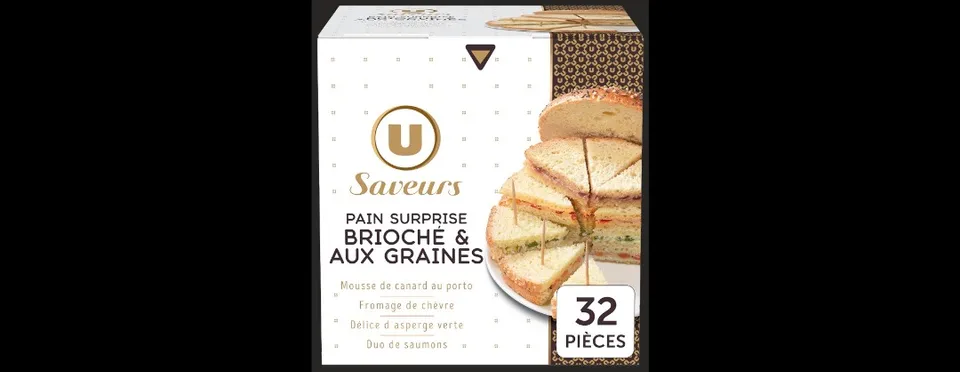 U
Saveurs
PAIN SURPRISE
BRIOCHÉ &
AUX GRAINES
Mousse de canard au porto
Fromage de chèvre
Délice d asperge verte
Duo de saumons
32
PIÈCES